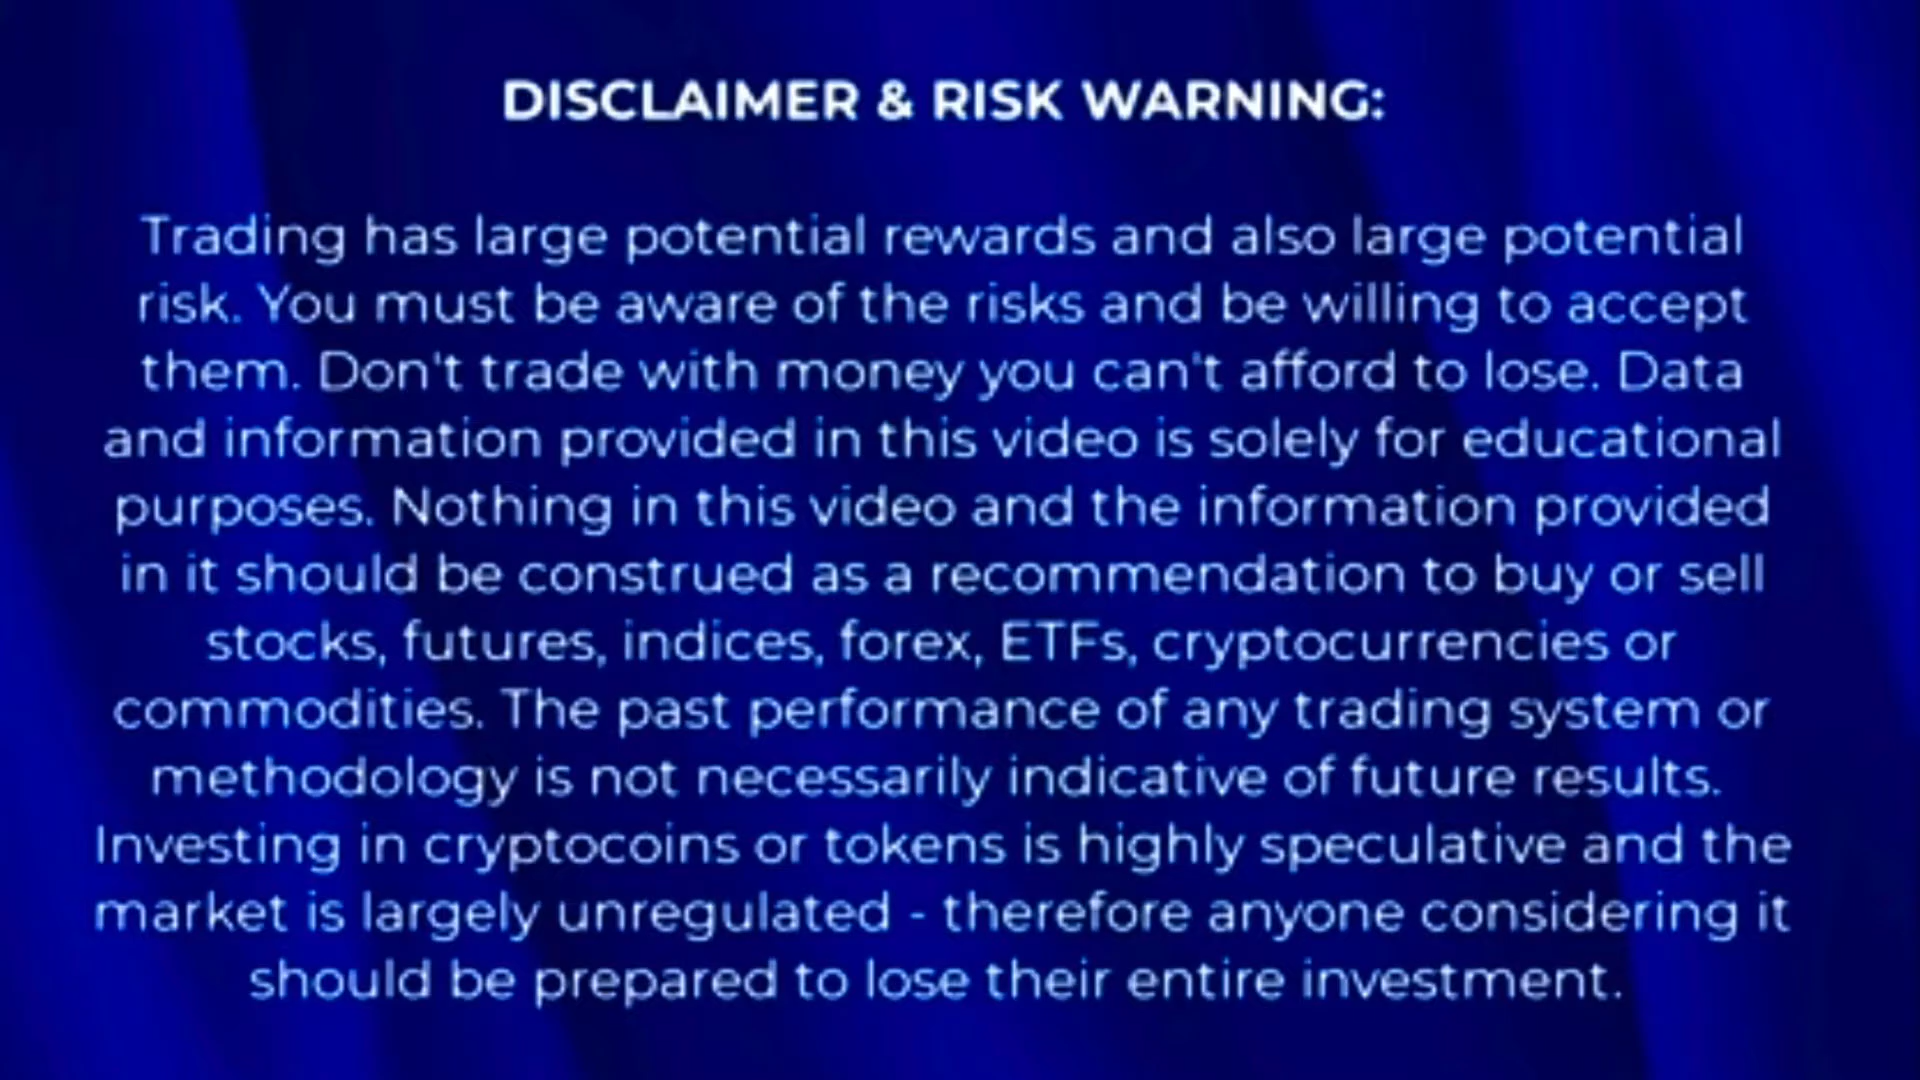 DISCLAIMER & RISK WARNING:
Trading has large potential rewards and also large potential
risk. You must be aware of the risks and be willing to accept
them. Don't trade with money you can't afford to lose. Data
and information provided in this video is solely for educational
purposes. Nothing in this video and the information provided
in it should be construed as a recommendation to buy or sell
stocks, futures, indices, forex, ETFs, cryptocurrencies or
commodities. The past performance of any trading system or
methodology is not necessarily indicative of future results.
Investing in cryptocoins or tokens is highly speculative and the
market is largely unregulated - therefore anyone considering it
should be prepared to lose their entire investment.